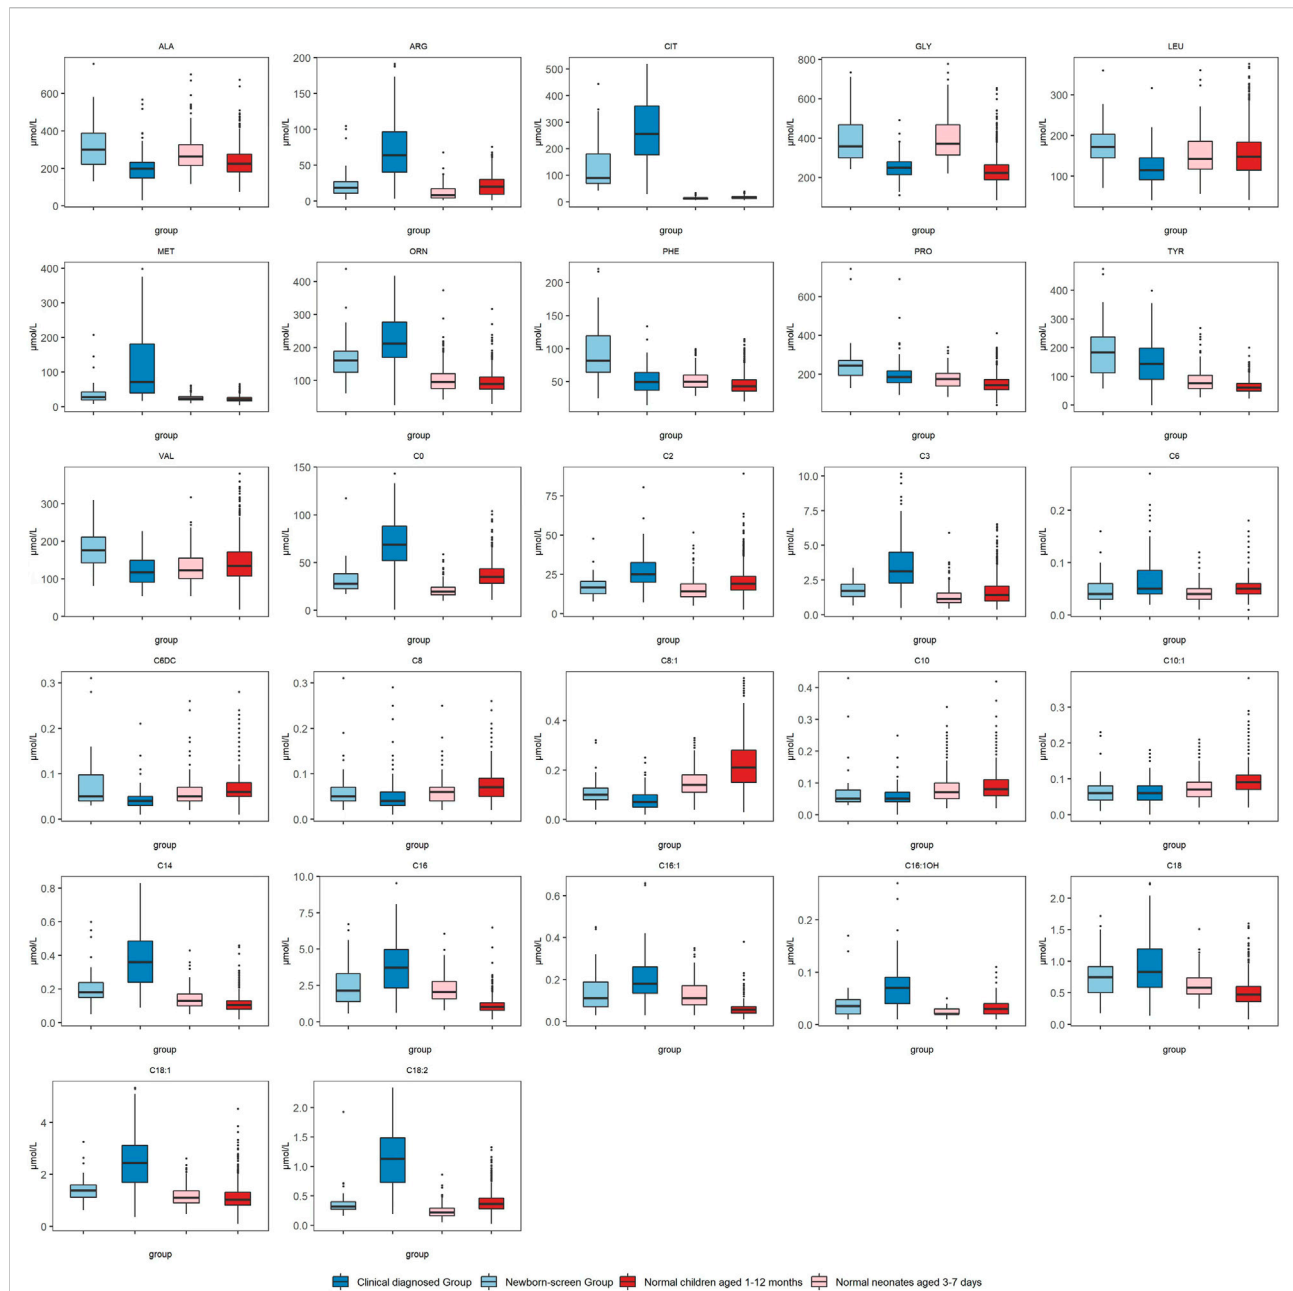 ALA ARG CIT GLY LEU
µmol/L µmol/L µmol/L µmol/L µmol/L
600 400 200 0
200 150 100 50 0
500 400 300 200 100 0
800 600 400 200
300 200 100
group group group group group
MET ORN PHE PRO TYR
µmol/L µmol/L µmol/L µmol/L µmol/L
400 300 200 100 0
400 300 200 100
200 150 100 50
600 400 200
400 300 200 100 0
group group group group group
VAL C0 C2 C3 C6
µmol/L µmol/L µmol/L µmol/L µmol/L
300 200 100 0
150 100 50 0
75 50 25 0
10.0 7.5 5.0 2.5 0.0
0.2 0.1 0.0
group group group group group
C6DC C8 C8:1 C10 C10:1
µmol/L µmol/L µmol/L µmol/L µmol/L
0.3 0.2 0.1 0.0
0.3 0.2 0.1 0.0
0.4 0.2 0.0
0.4 0.3 0.2 0.1 0.0
0.3 0.2 0.1 0.0
group group group group group
C14 C16 C16:1 C16:1OH C18
µmol/L µmol/L µmol/L µmol/L µmol/L
0.8 0.6 0.4 0.2 0.0
10.0 7.5 5.0 2.5 0.0
0.6 0.4 0.2 0.0
0.2 0.1 0.0
2.0 1.5 1.0 0.5 0.0
group group group group group
C18:1 C18:2
µmol/L µmol/L
4 2 0
2.0 1.5 1.0 0.5 0.0
group group
Clinical diagnosed Group Newborn-screen Group Normal children aged 1-12 months Normal neonates aged 3-7 days